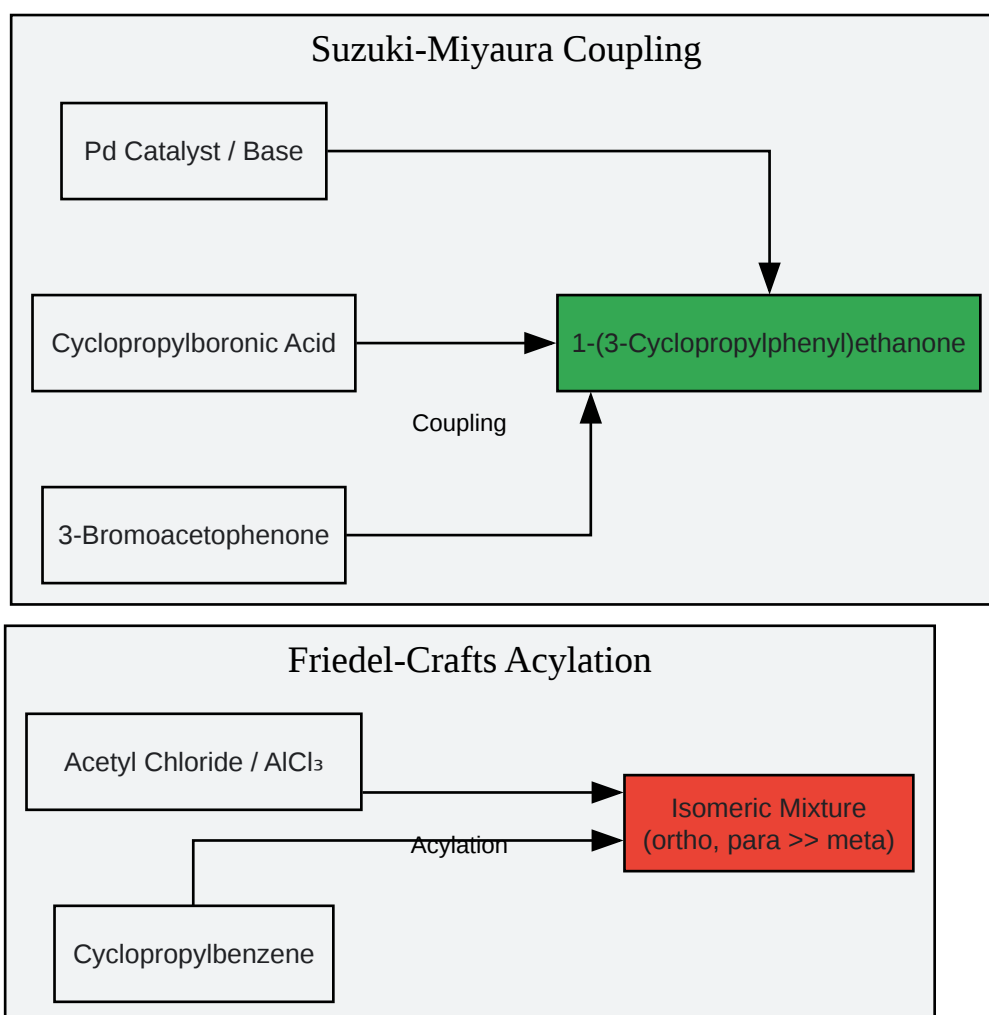 Suzuki-Miyaura Coupling
Pd Catalyst / Base
Cyclopropylboronic Acid
1-(3-Cyclopropylphenyl)ethanone
Coupling
3-Bromoacetophenone
Friedel-Crafts Acylation
Acetyl Chloride / AlCl₃
Isomeric Mixture
(ortho, para >> meta)
Acylation
Cyclopropylbenzene